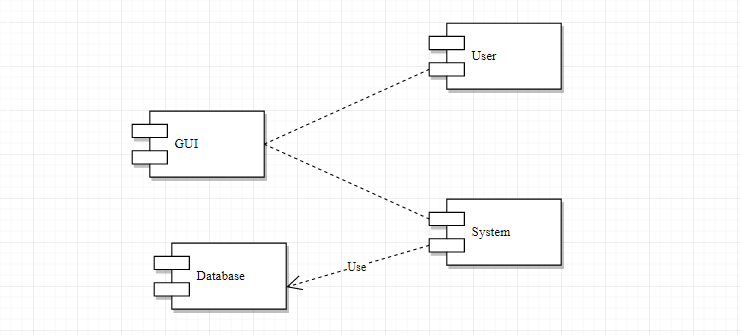 User
GUI
System
Use
Database